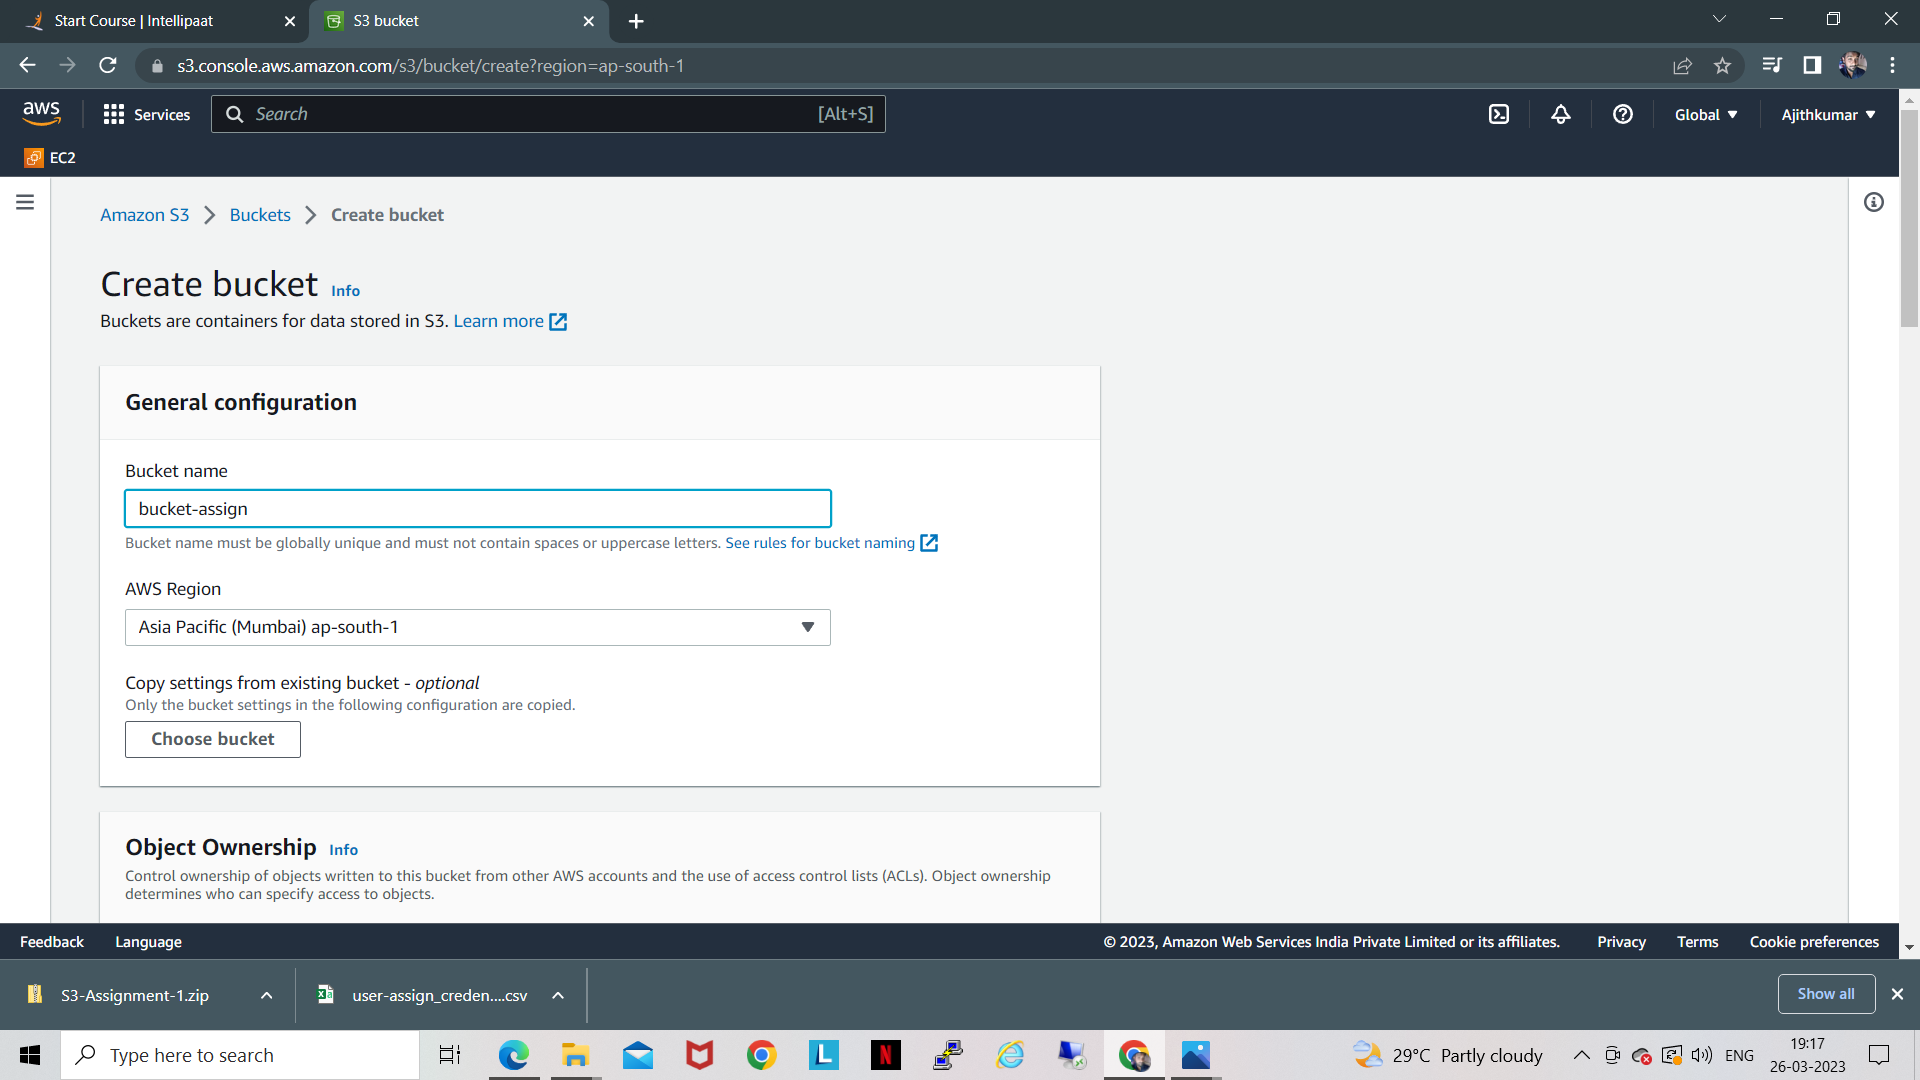 Start Course | Intellipaat
S3 bucket
s3.console.aws.amazon.com/s3/bucket/create?region=ap-south-1
aws
Services
Search
[Alt+S]
Global
Ajithkumar
EC2
Amazon S3 > Buckets > Create bucket
Create bucket Info
Buckets are containers for data stored in S3. Learn more
General configuration
Bucket name
bucket-assign
Bucket name must be globally unique and must not contain spaces or uppercase letters. See rules for bucket naming
AWS Region
Asia Pacific (Mumbai) ap-south-1
Copy settings from existing bucket - optional
Only the bucket settings in the following configuration are copied.
Choose bucket
Object Ownership Info
Control ownership of objects written to this bucket from other AWS accounts and the use of access control lists (ACLs). Object ownership
determines who can specify access to objects.
Feedback
Language
© 2023, Amazon Web Services India Private Limited or its affiliates.
Privacy
Terms
Cookie preferences
S3-Assignment-1.zip
user-assign_creden....csv
Show all
Type here to search
L
N
29°C Partly cloudy
ENG
19:17
26-03-2023